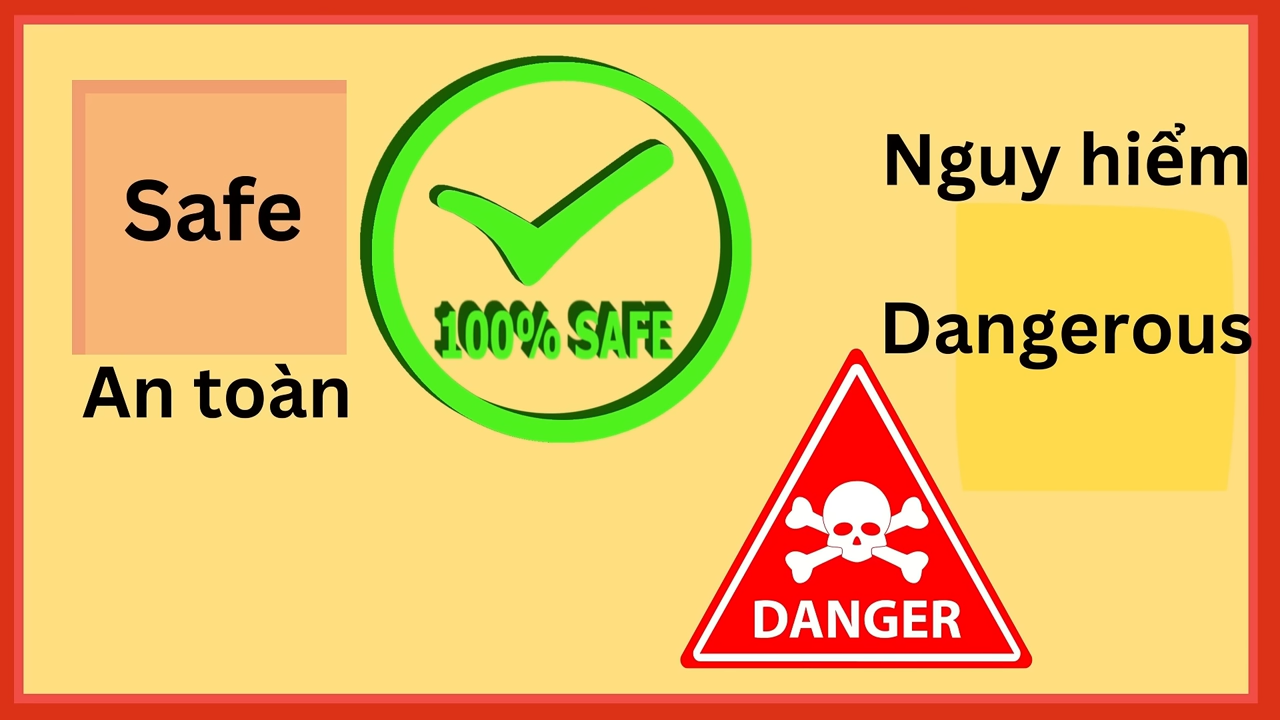 Safe
An toàn
100% SAFE
Nguy hiểm
Dangerous
DANGER